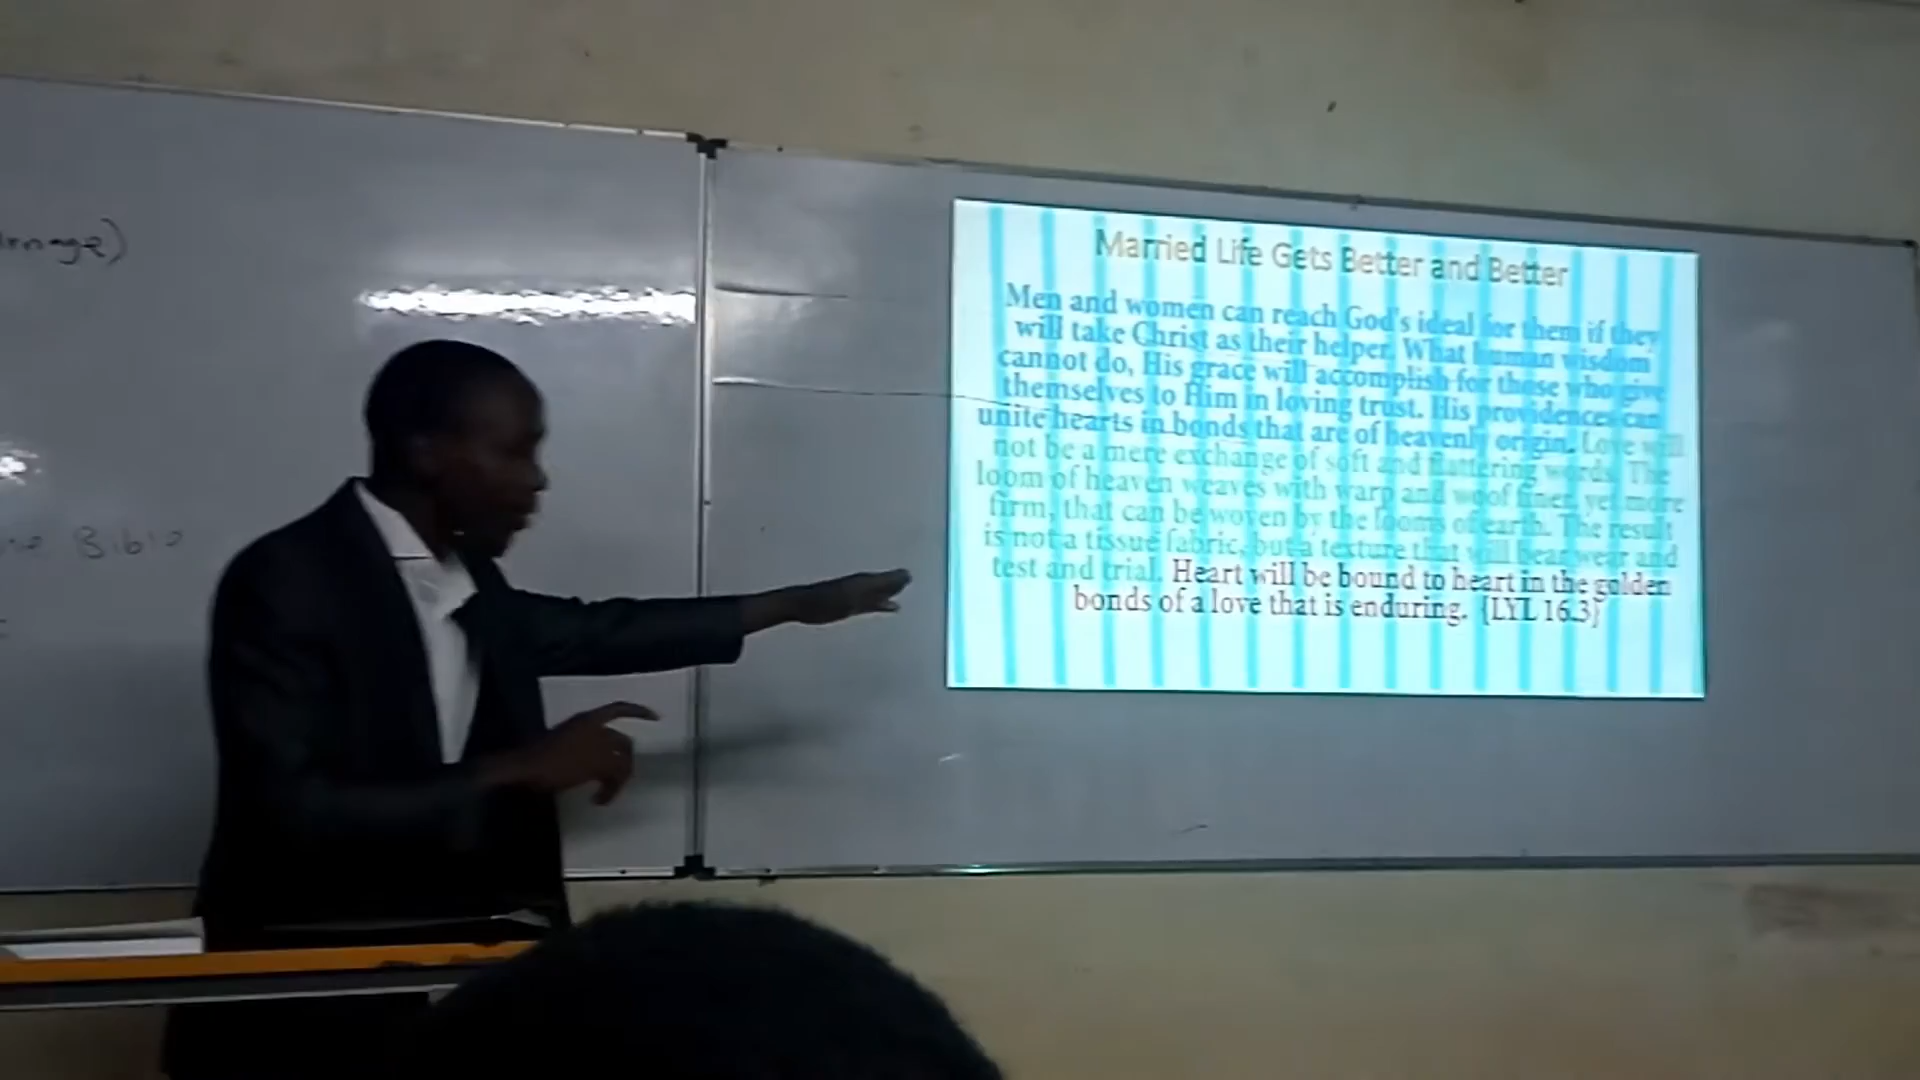 Bible
Married Life Gets Better and Better
Men and women can reach God's ideal for them if they
will take Christ as their helper. What human wisdom
cannot do, His grace will accomplish for those who give
themselves to Him in loving trust. His providences can
unite hearts in bonds that are of heavenly origin. Love will
not be a mere exchange of soft and flattering words. The
loom of heaven weaves with warp and woof finer, yet more
firm, that can be woven by the looms of earth. The result
is not a tissue fabric, but a texture that will bear wear and
test and trial. Heart will be bound to heart in the golden
bonds of a love that is enduring. {LYL 16.3}